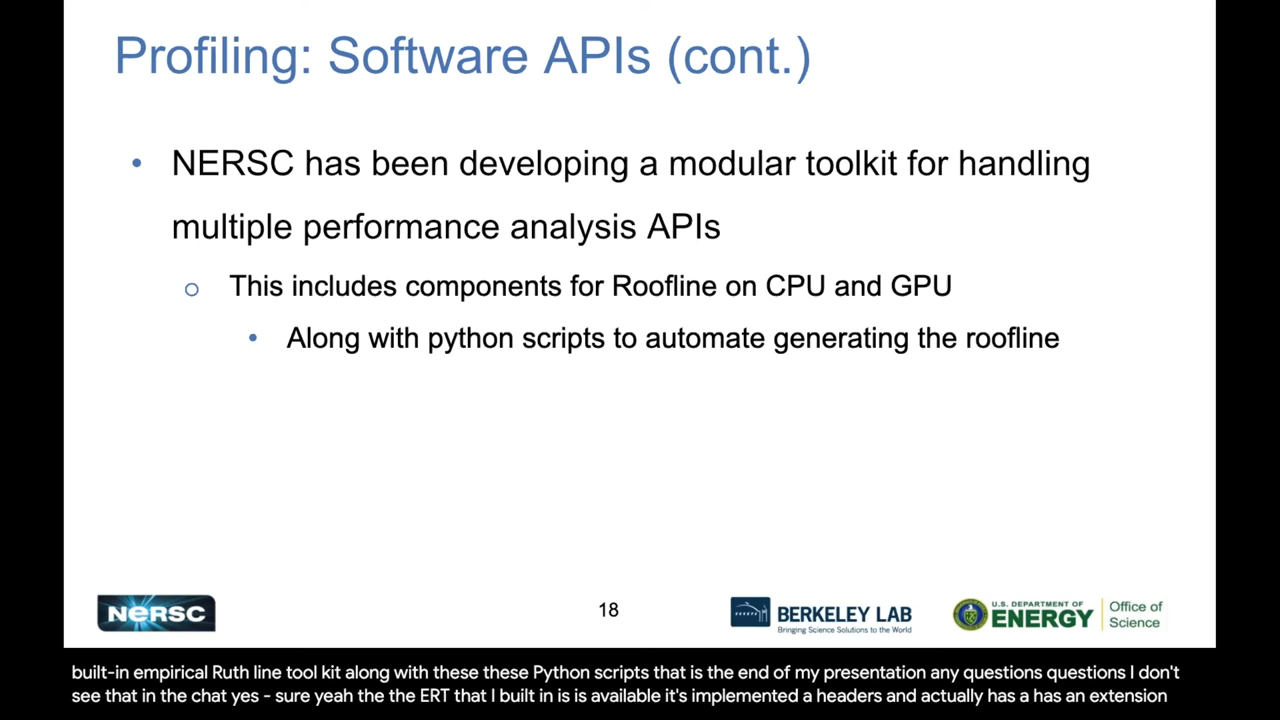 Profiling: Software APIs (cont.)
• NERSC has been developing a modular toolkit for handling
multiple performance analysis APIs
○ This includes components for Roofline on CPU and GPU
• Along with python scripts to automate generating the roofline
NERSC
18
BERKELEY LAB
Bringing Science Solutions to the World
U.S. DEPARTMENT OF
ENERGY
Office of
Science
built-in empirical Ruth line tool kit along with these these Python scripts that is the end of my presentation any questions questions I don't
see that in the chat yes - sure yeah the the ERT that I built in is is available it's implemented a headers and actually has a has an extension